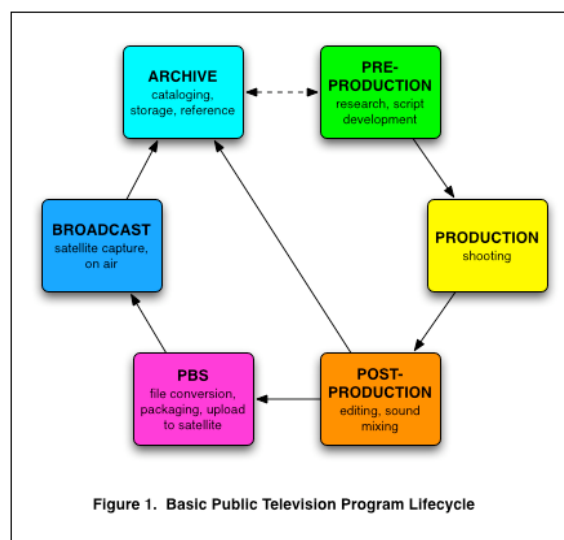 ARCHIVE
cataloging,
storage, reference
PRE-
PRODUCTION
research, script
development
BROADCAST
satellite capture,
on air
PRODUCTION
shooting
PBS
file conversion,
packaging, upload
to satellite
POST-
PRODUCTION
editing, sound
mixing
Figure 1. Basic Public Television Program Lifecycle